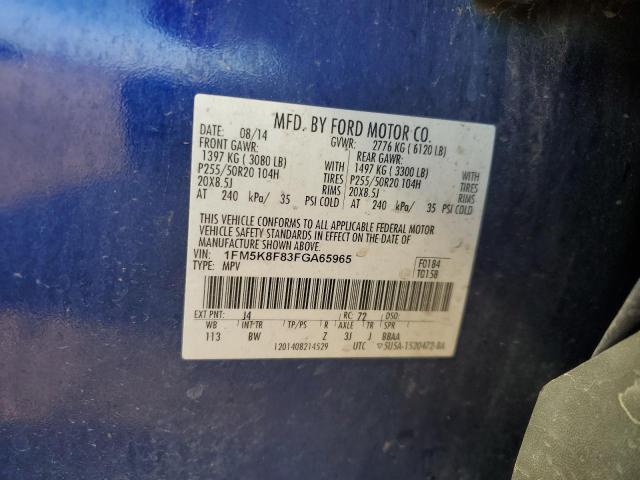 MFD. BY FORD MOTOR CO.
DATE: 08/14 GVWR: 2776 KG ( 6120 LB)
FRONT GAWR: REAR GAWR:
1397 KG ( 3080 LB) WITH 1497 KG ( 3300 LB) WITH
P255/50R20 104H TIRES P255/50R20 104H TIRES
20X8.5J RIMS 20X8.5J RIMS
AT 240 kPa/ 35 PSI COLD AT 240 kPa/ 35 PSI COLD
THIS VEHICLE CONFORMS TO ALL APPLICABLE FEDERAL MOTOR
VEHICLE SAFETY STANDARDS IN EFFECT ON THE DATE OF
MANUFACTURE SHOWN ABOVE.
VIN: 1FM5K8F83FGA65965 F0184
TYPE: MPV T0158
EXT PNT: J4 RC: 72 DSO:
WB INT TR TP/PS R AXLE TR SPR
113 BW Z 3J J BBAA
1201408214529 UTC 5U5A-1520472-BA